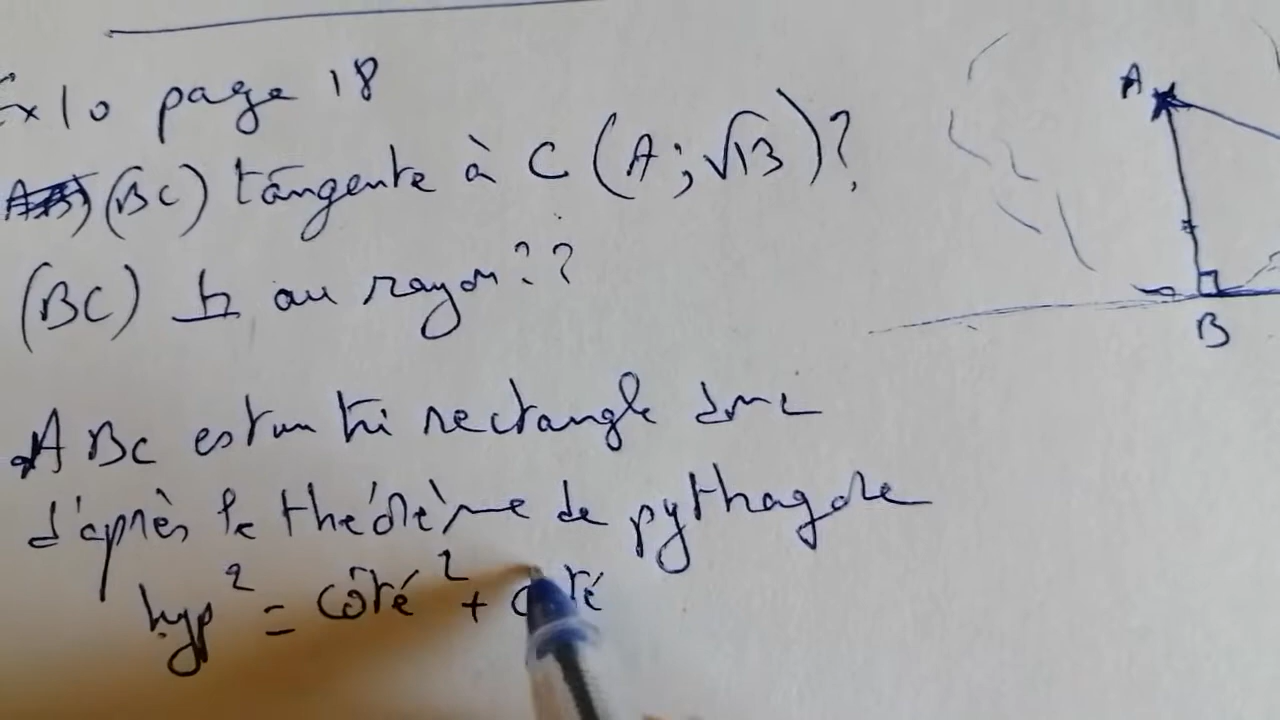 Ex 10 page 18
(BC) tangente à C (A; √13)?
(BC) ⊥ au rayon??
ABC est un tri rectangle donc
d'après le théorème de pythagore
hyp² = côté² + côté
A
B